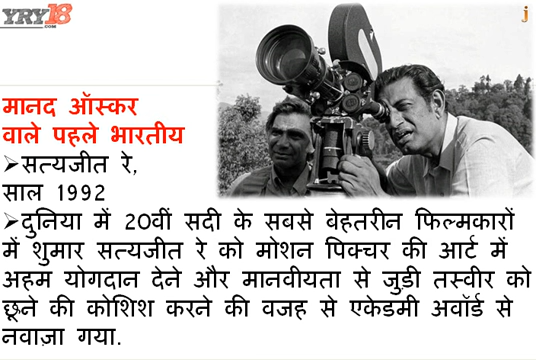 YRY18
.COM
j
मानद ऑस्कर
वाले पहले भारतीय
➢सत्यजीत रे,
साल 1992
➢दुनिया में 20वीं सदी के सबसे बेहतरीन फिल्मकारों
में शुमार सत्यजीत रे को मोशन पिक्चर की आर्ट में
अहम योगदान देने और मानवीयता से जुड़ी तस्वीर को
छूने की कोशिश करने की वजह से एकेडमी अवॉर्ड से
नवाज़ा गया.